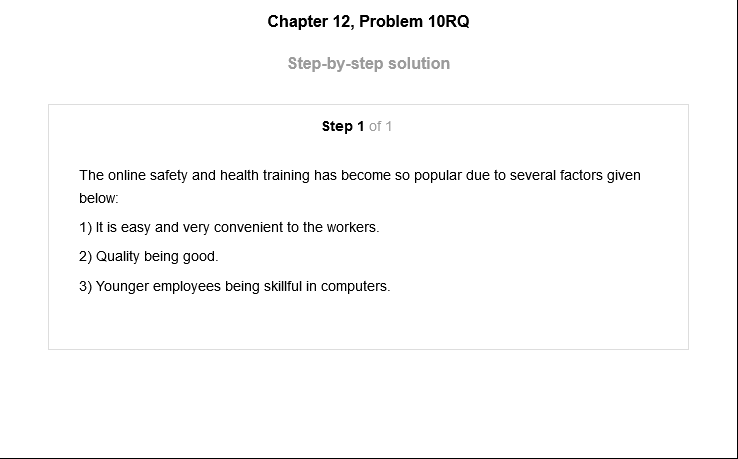 Chapter 12, Problem 10RQ
Step-by-step solution
Step 1 of 1
The online safety and health training has become so popular due to several factors given
below:
1) It is easy and very convenient to the workers.
2) Quality being good.
3) Younger employees being skillful in computers.